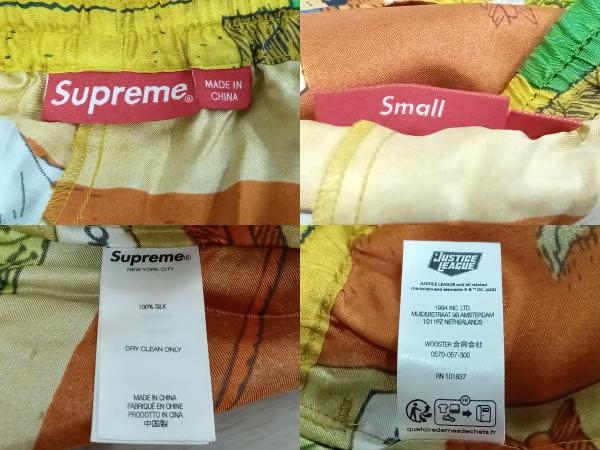 Supreme®
MADE IN
CHINA
Small
Supreme®
NEW YORK CITY
100% SILK
DRY CLEAN ONLY
MADE IN CHINA
FABRIQUÉ EN CHINE
PRODOTTO IN CINA
中国製
JUSTICE
LEAGUE
JUSTICE LEAGUE and all related
characters and elements © & ™ DC. (s23)
1994 INC. LTD.
MUIDERSTRAAT 9B AMSTERDAM
1011PZ NETHERLANDS
WOOSTER 合同会社
0570-057-300
RN 101837
FR
quefairedemesdechets.fr